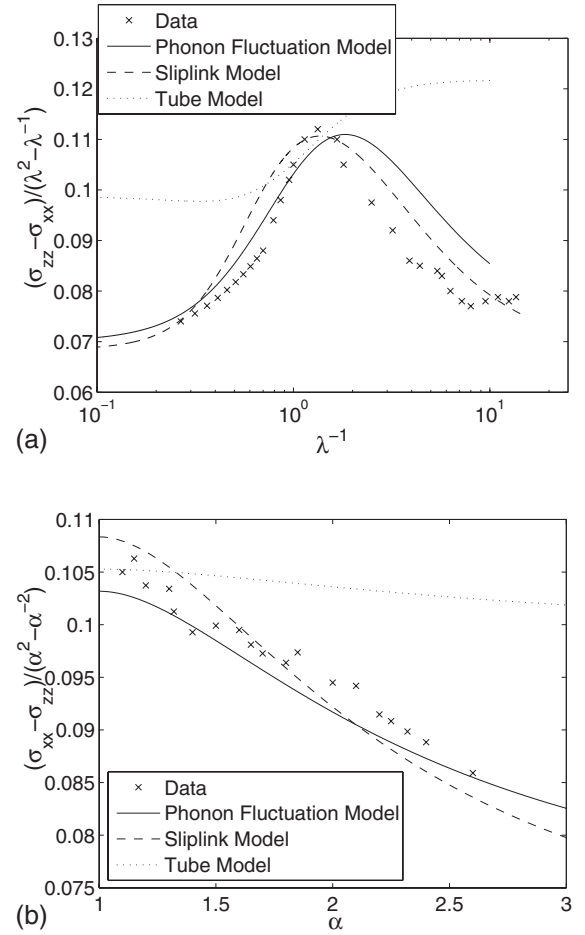 0.13
0.12
0.11
0.1
0.09
0.08
0.07
0.06
(σzz−σxx)/(λ²−λ⁻¹)
Data
Phonon Fluctuation Model
Sliplink Model
Tube Model
10⁻¹
10⁰
10¹
λ⁻¹
(a)
0.11
0.105
0.1
0.095
0.09
0.085
0.08
0.075
(σxx−σzz)/(α²−α⁻²)
Data
Phonon Fluctuation Model
Sliplink Model
Tube Model
1
1.5
2
2.5
3
α
(b)